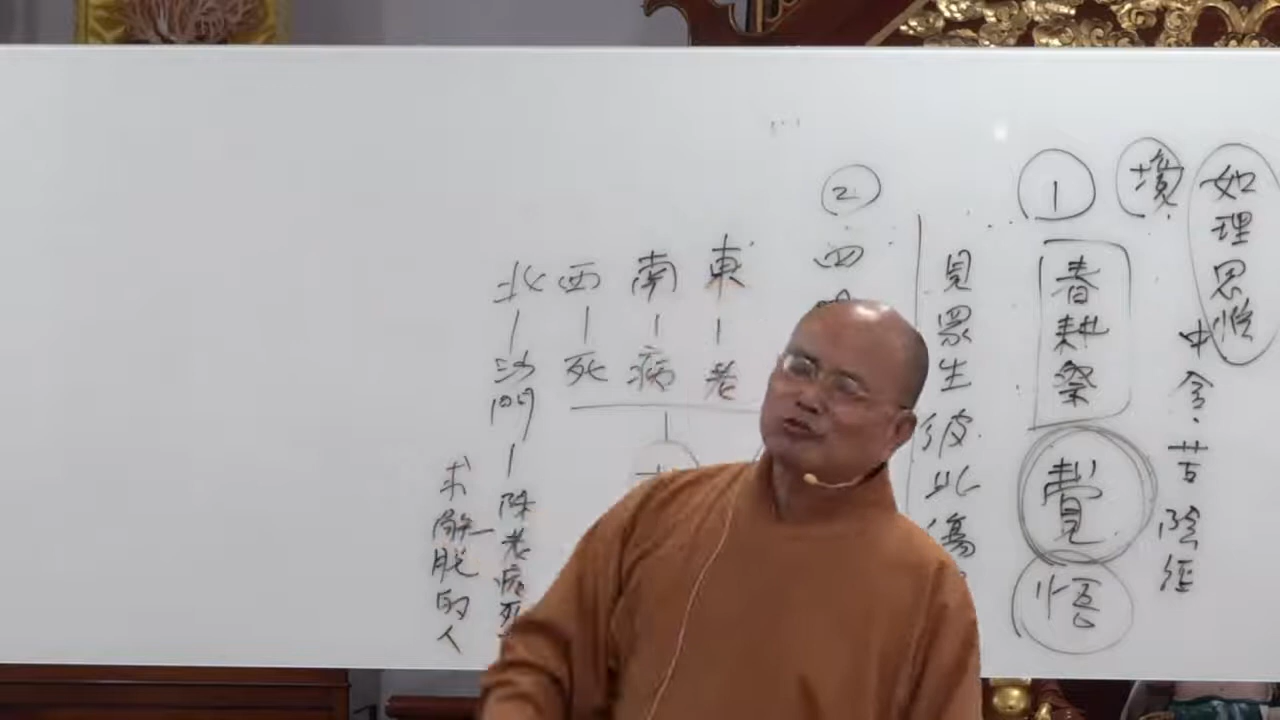 如理思惟
境
中含.苦陰經
①
春耕祭
覺
悟
見眾生彼此傷
②
四
東－老
南－病
西－死
北－沙門－除老病死
求解脫的人